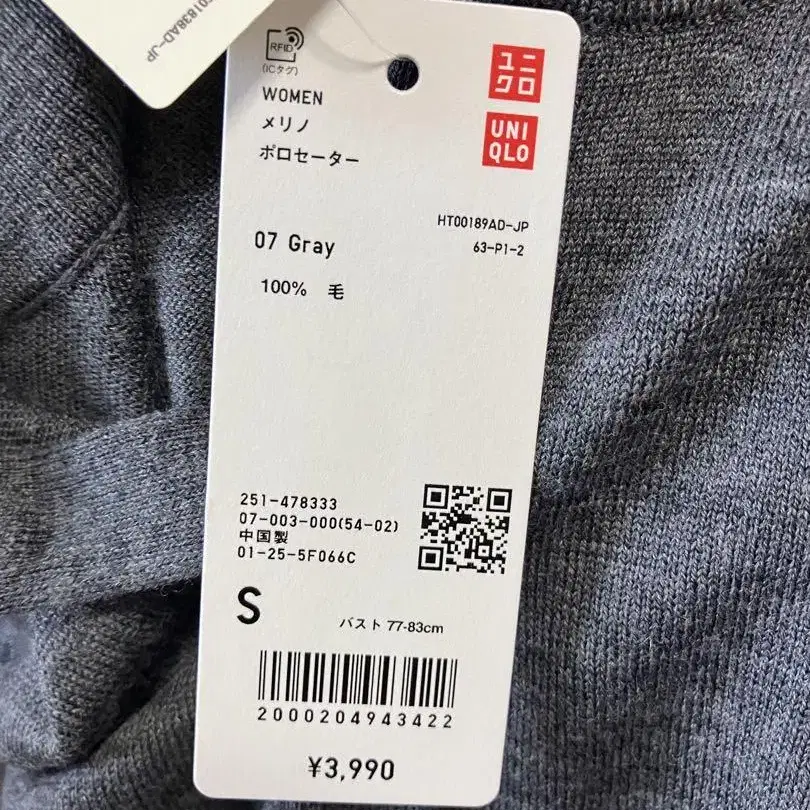 01838AD-JP
RFID
(ICタグ)
ユニ
クロ
UNI
QLO
WOMEN
メリノ
ポロセーター
HT00189AD-JP
63-P1-2
07 Gray
100% 毛
251-478333
07-003-000(54-02)
中国製
01-25-5F066C
S
バスト 77-83cm
2000204943422
¥3,990